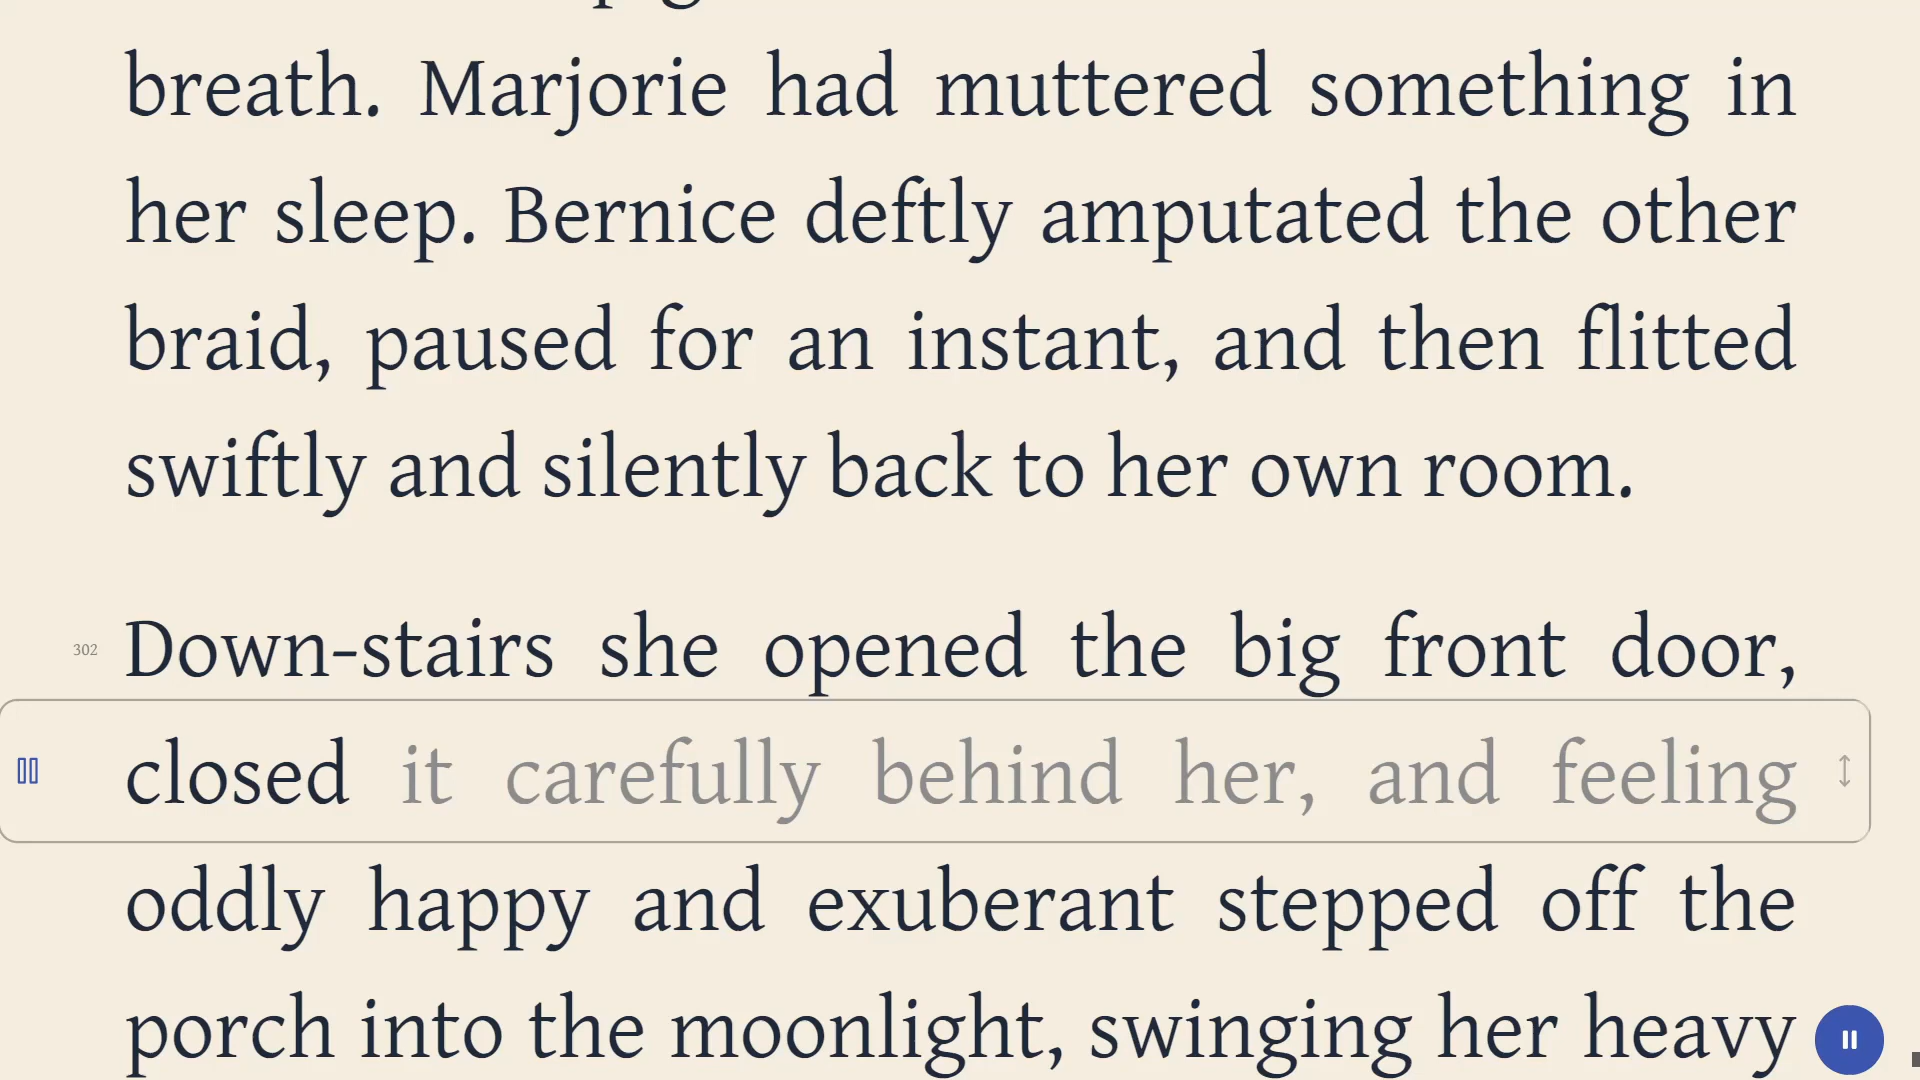 breath. Marjorie had muttered something in
her sleep. Bernice deftly amputated the other
braid, paused for an instant, and then flitted
swiftly and silently back to her own room.
302
Down-stairs she opened the big front door,
closed it carefully behind her, and feeling
oddly happy and exuberant stepped off the
porch into the moonlight, swinging her heavy